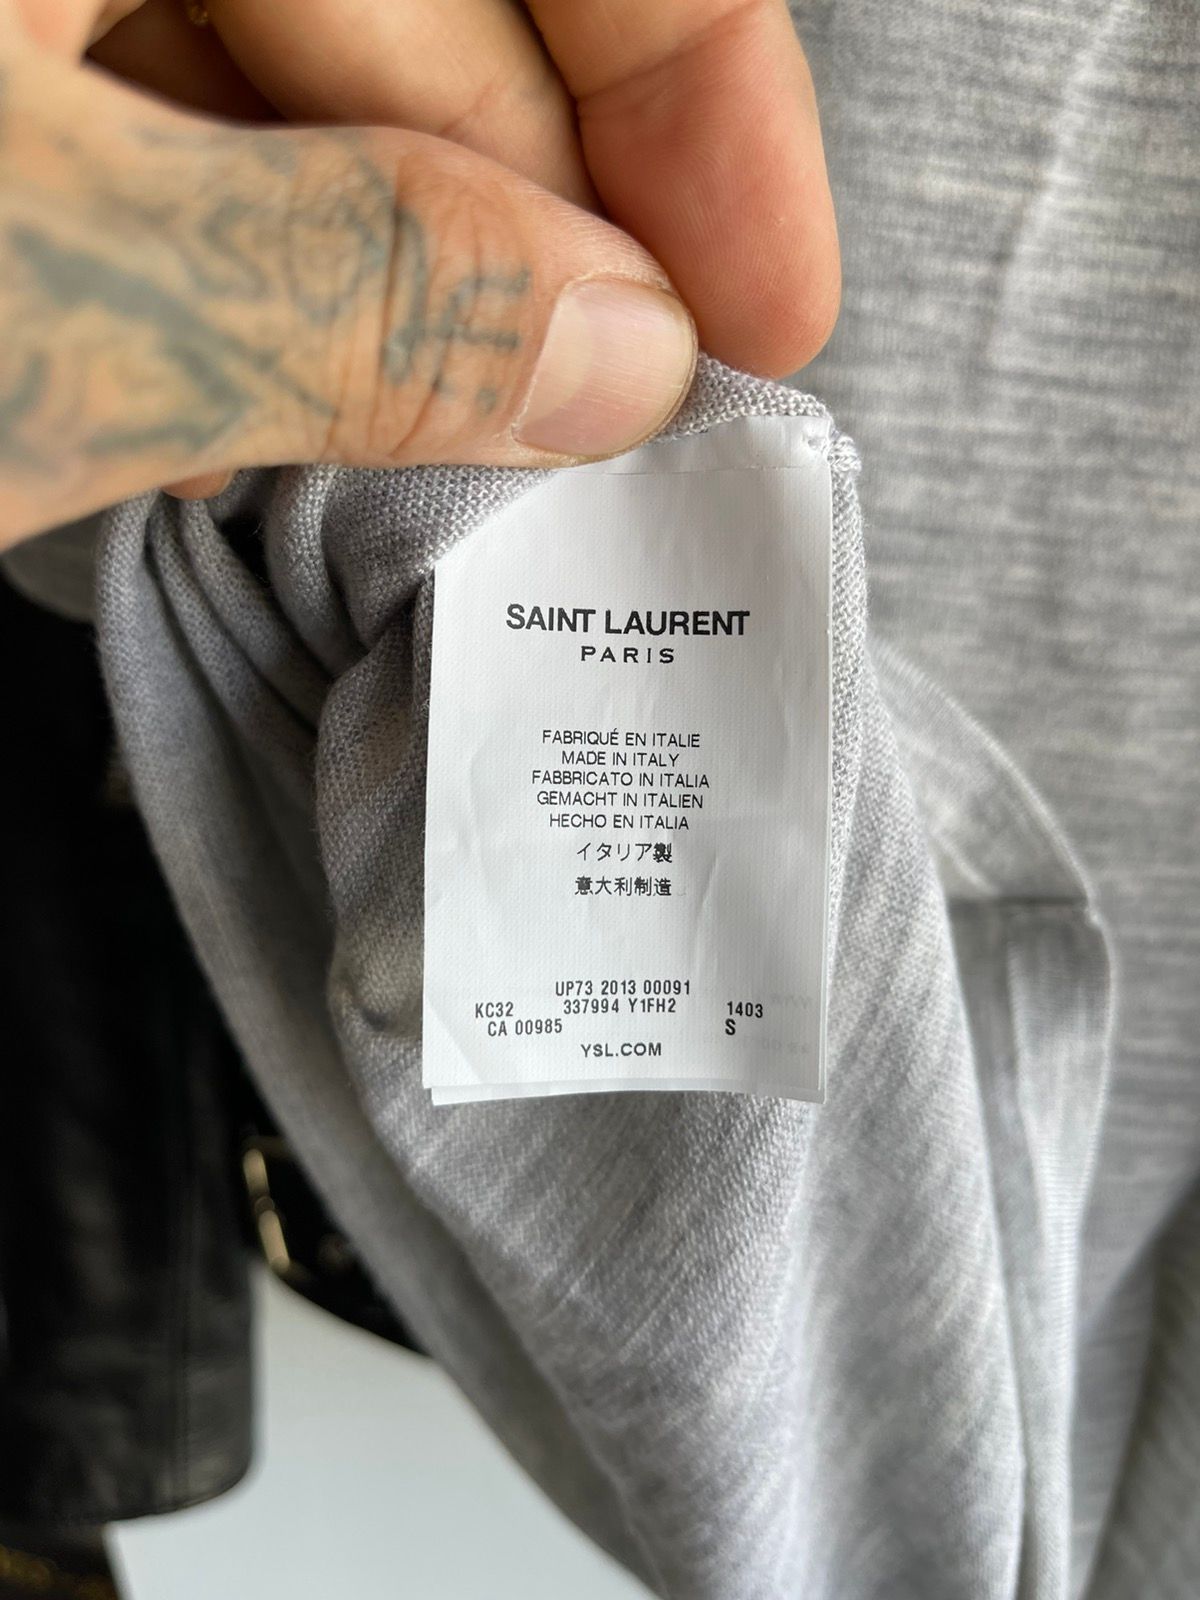 SAINT LAURENT
PARIS
FABRIQUÉ EN ITALIE
MADE IN ITALY
FABBRICATO IN ITALIA
GEMACHT IN ITALIEN
HECHO EN ITALIA
イタリア製
意大利制造
UP73 2013 00091
KC32 337994 Y1FH2 1403
CA 00985 S
YSL.COM